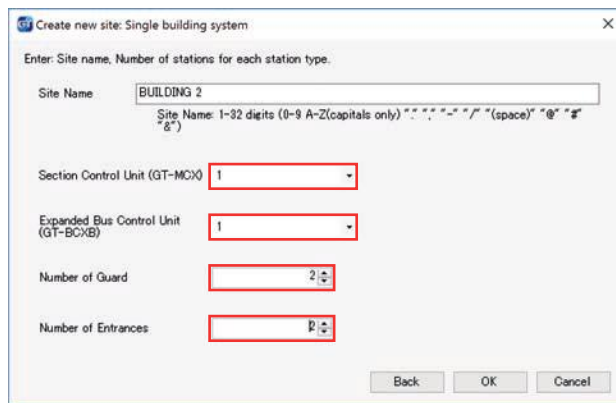 GT Create new site: Single building system
Enter: Site name, Number of stations for each station type.
Site Name BUILDING 2
Site Name: 1-32 digits (0-9 A-Z(capitals only) "." "," "-" "/" "(space)" "@" "#"
"&")
Section Control Unit (GT-MCX) 1
Expanded Bus Control Unit
(GT-BCXB) 1
Number of Guard 2
Number of Entrances 2
Back OK Cancel